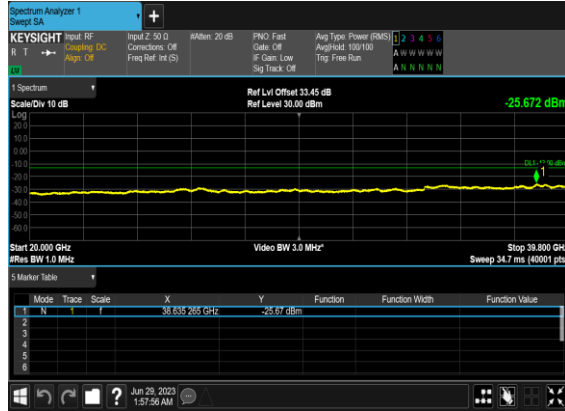 Spectrum Analyzer 1
Swept SA
+
KEYSIGHT Input: RF Input Z: 50 Ω #Atten: 20 dB PNO: Fast Avg Type: Power (RMS) 1 2 3 4 5 6
R T Coupling: DC Corrections: Off Gate: Off Avg|Hold: 100/100 A W W W W W
Align: Off Freq Ref: Int (S) IF Gain: Low Trig: Free Run
Sig Track: Off A N N N N N
1 Spectrum
Ref Lvl Offset 33.45 dB
Scale/Div 10 dB Ref Level 30.00 dBm -25.672 dBm
Log
20.0
10.0
0.00
-10.0
-20.0
-30.0
-40.0
-50.0
-60.0
1
Start 20.000 GHz Video BW 3.0 MHz* Stop 39.800 GH
#Res BW 1.0 MHz Sweep 34.7 ms (40001 pts
5 Marker Table
Mode Trace Scale X Y Function Function Width Function Value
1 N 1 f 38.635 265 GHz -25.67 dBm
2
3
4
5
6
? Jun 29, 2023
1:57:56 AM